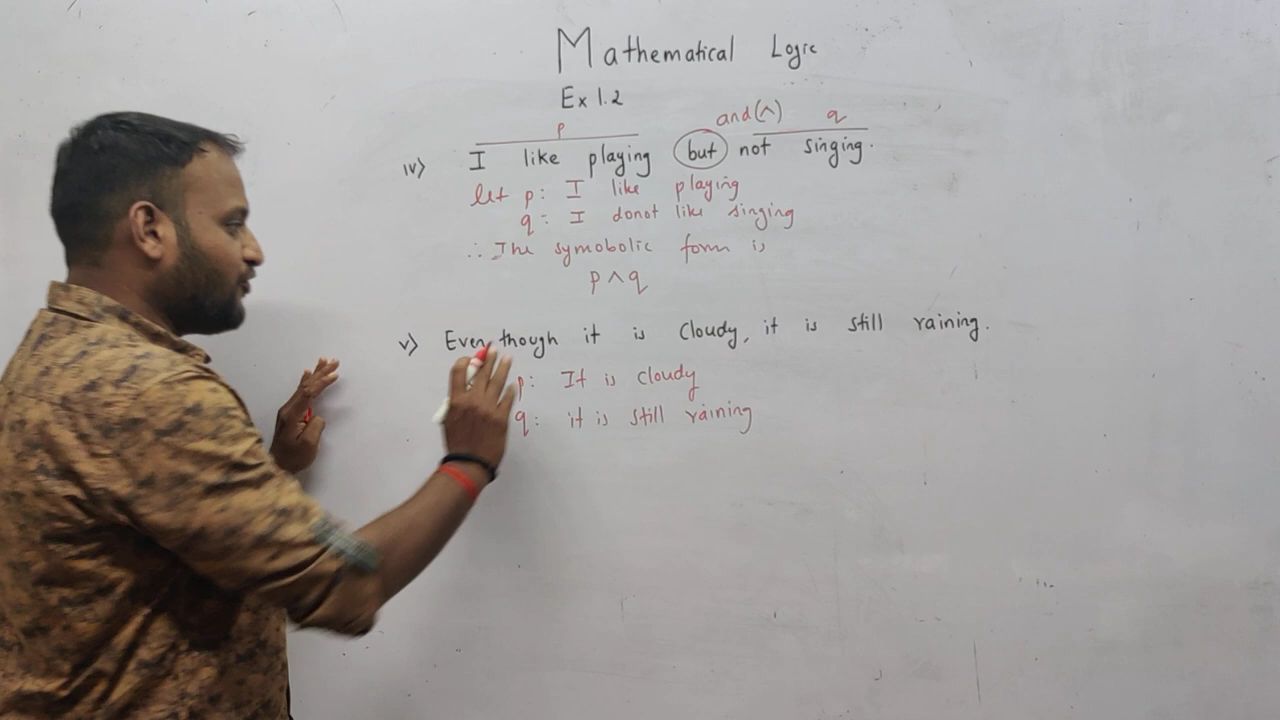 Mathematical Logic
Ex 1.2
p and (∧) q
iv) I like playing but not singing.
let p: I like playing
q: I donot like singing
∴ The symobolic form is
p ∧ q
v) Even though it is cloudy, it is still raining.
p: It is cloudy
q: it is still raining